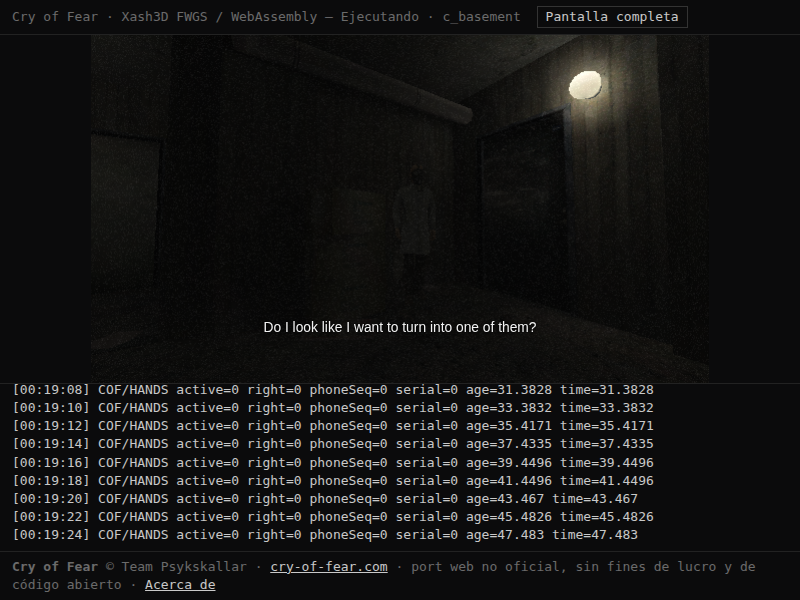 Cry of Fear · Xash3D FWGS / WebAssembly — Ejecutando · c_basement
Pantalla completa
Do I look like I want to turn into one of them?
[00:19:08] COF/HANDS active=0 right=0 phoneSeq=0 serial=0 age=31.3828 time=31.3828
[00:19:10] COF/HANDS active=0 right=0 phoneSeq=0 serial=0 age=33.3832 time=33.3832
[00:19:12] COF/HANDS active=0 right=0 phoneSeq=0 serial=0 age=35.4171 time=35.4171
[00:19:14] COF/HANDS active=0 right=0 phoneSeq=0 serial=0 age=37.4335 time=37.4335
[00:19:16] COF/HANDS active=0 right=0 phoneSeq=0 serial=0 age=39.4496 time=39.4496
[00:19:18] COF/HANDS active=0 right=0 phoneSeq=0 serial=0 age=41.4496 time=41.4496
[00:19:20] COF/HANDS active=0 right=0 phoneSeq=0 serial=0 age=43.467 time=43.467
[00:19:22] COF/HANDS active=0 right=0 phoneSeq=0 serial=0 age=45.4826 time=45.4826
[00:19:24] COF/HANDS active=0 right=0 phoneSeq=0 serial=0 age=47.483 time=47.483
Cry of Fear © Team Psykskallar · cry-of-fear.com · port web no oficial, sin fines de lucro y de
código abierto · Acerca de